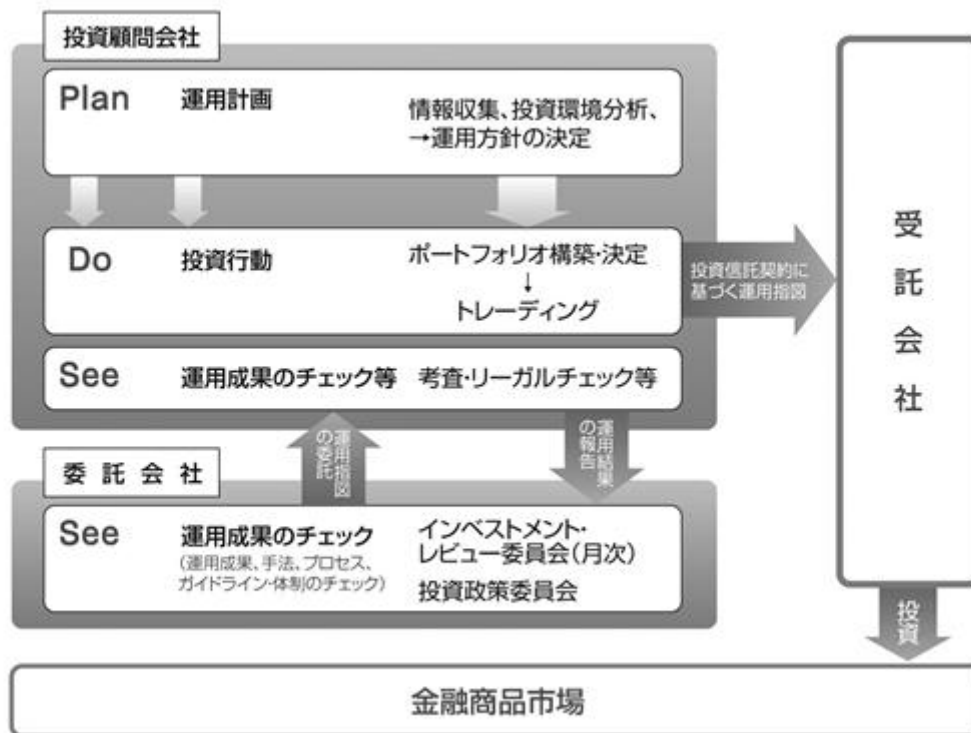 投資顧問会社
Plan 運用計画
情報収集、投資環境分析、
→運用方針の決定
Do 投資行動
ポートフォリオ構築・決定
↓
トレーディング
投資信託契約に
基づく運用指図
See 運用成果のチェック等 考査・リーガルチェック等
運用指図
の委託
運用結果
の報告
委託会社
See 運用成果のチェック
(運用成果、手法、プロセス、
ガイドライン・体制のチェック)
インベストメント・
レビュー委員会(月次)
投資政策委員会
受託会社
投資
金融商品市場